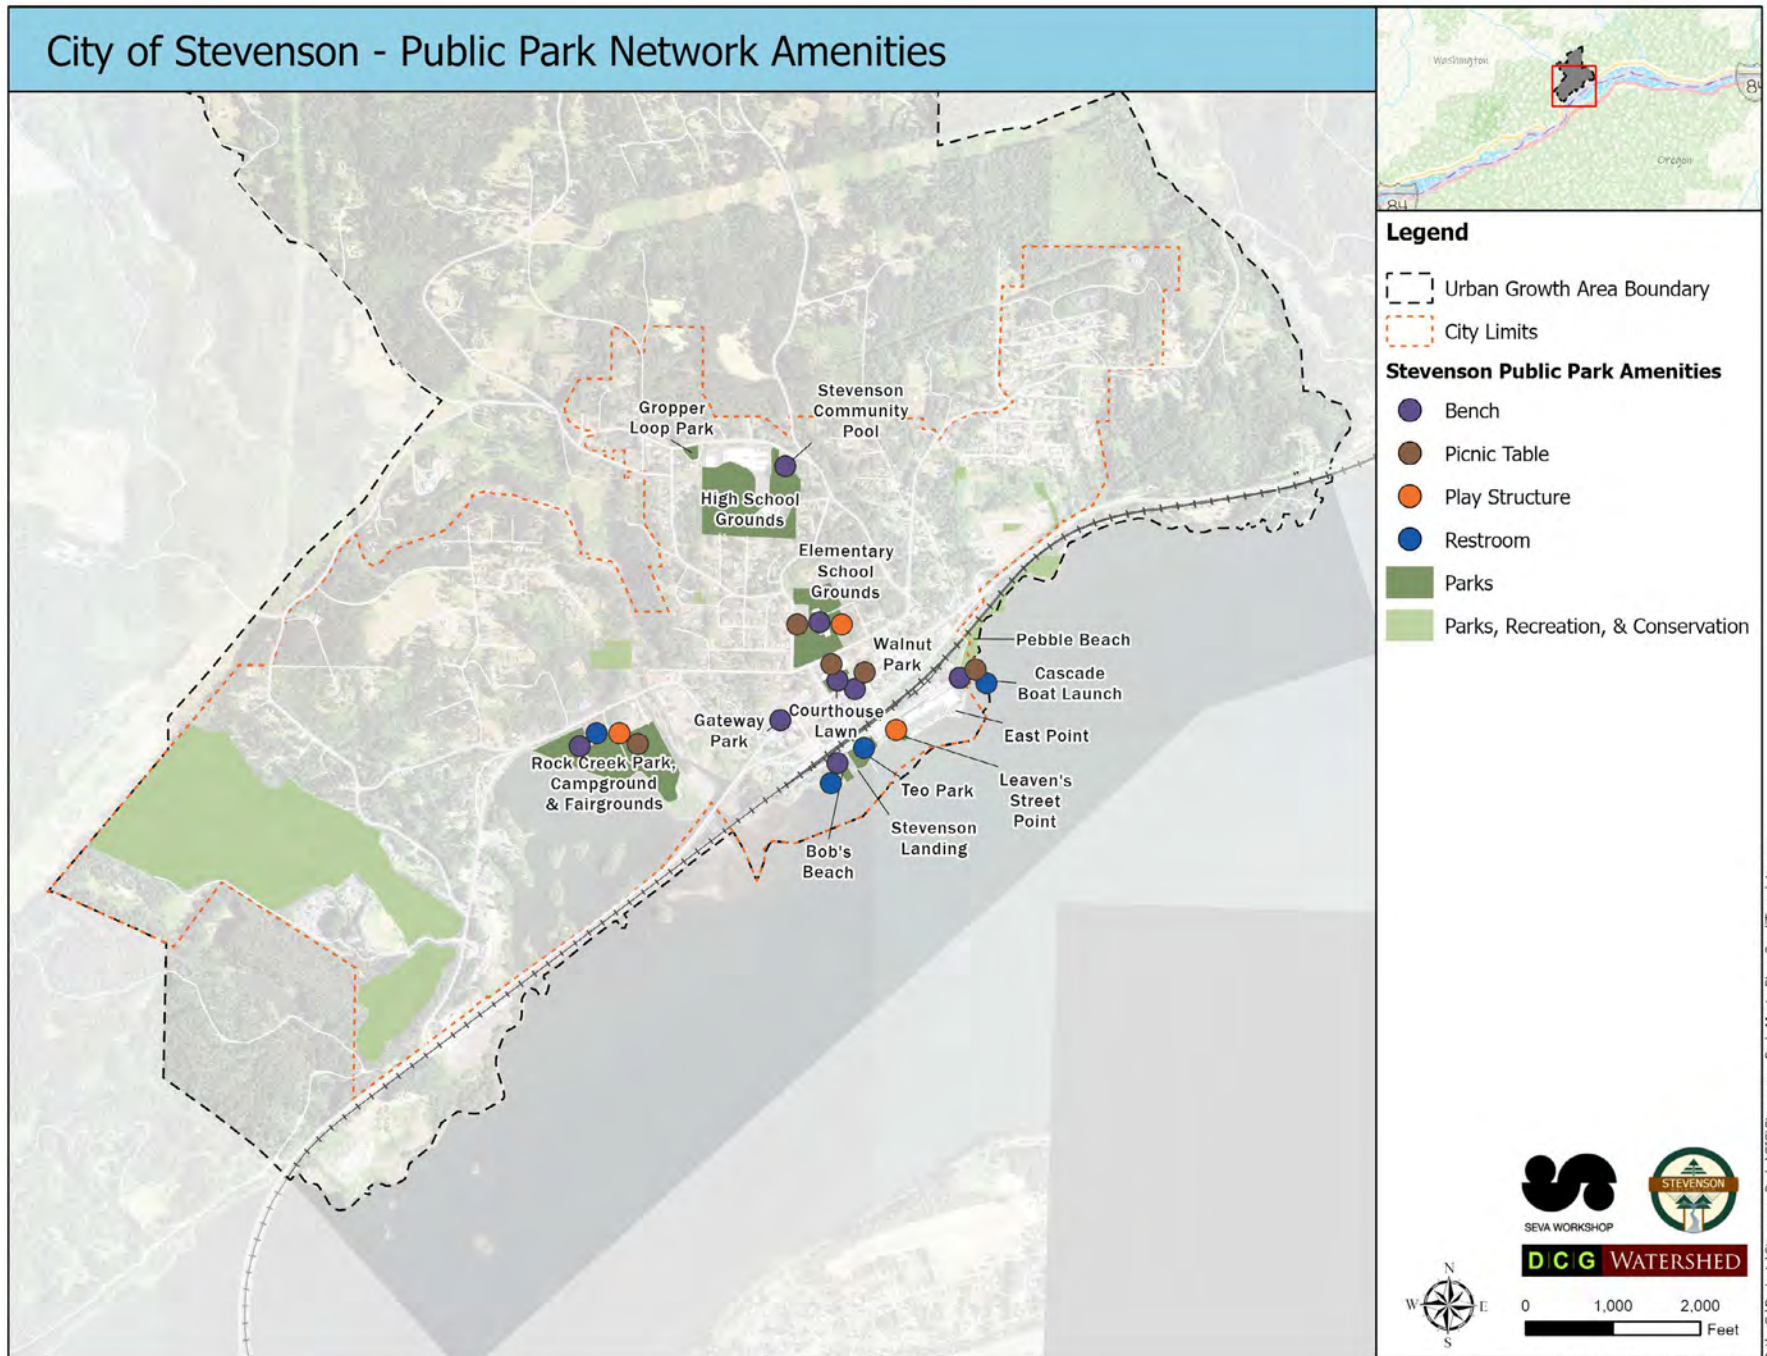 City of Stevenson - Public Park Network Amenities
Washington
Oregon
84
84
Legend
Urban Growth Area Boundary
City Limits
Stevenson Public Park Amenities
Bench
Picnic Table
Play Structure
Restroom
Parks
Parks, Recreation, & Conservation
Gropper
Loop Park
Stevenson
Community
Pool
High School
Grounds
Elementary
School
Grounds
Walnut
Park
Pebble Beach
Cascade
Boat Launch
Gateway
Park
Courthouse
Lawn
East Point
Rock Creek Park,
Campground
& Fairgrounds
Teo Park
Leaven's
Street
Point
Stevenson
Landing
Bob's
Beach
SEVA WORKSHOP
STEVENSON
DCG WATERSHED
N
W E
S
0 1,000 2,000
Feet